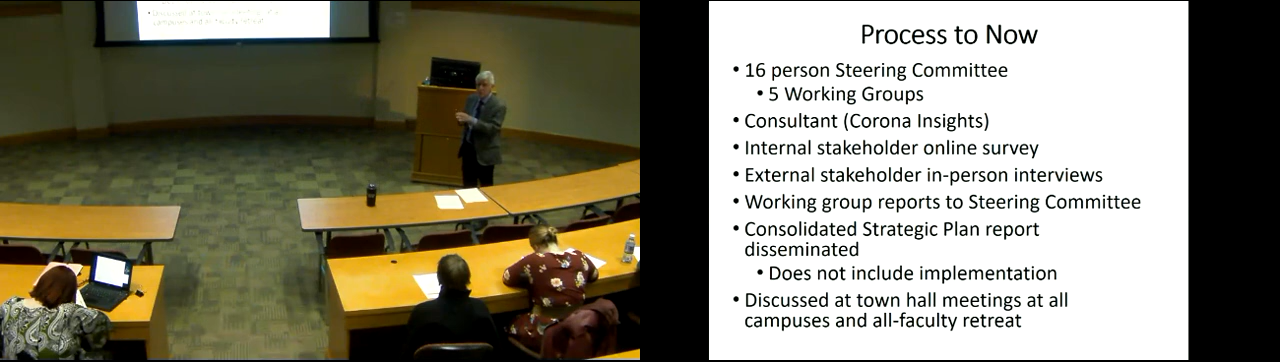 Process to Now
• 16 person Steering Committee
• 5 Working Groups
• Consultant (Corona Insights)
• Internal stakeholder online survey
• External stakeholder in-person interviews
• Working group reports to Steering Committee
• Consolidated Strategic Plan report
disseminated
• Does not include implementation
• Discussed at town hall meetings at all
campuses and all-faculty retreat